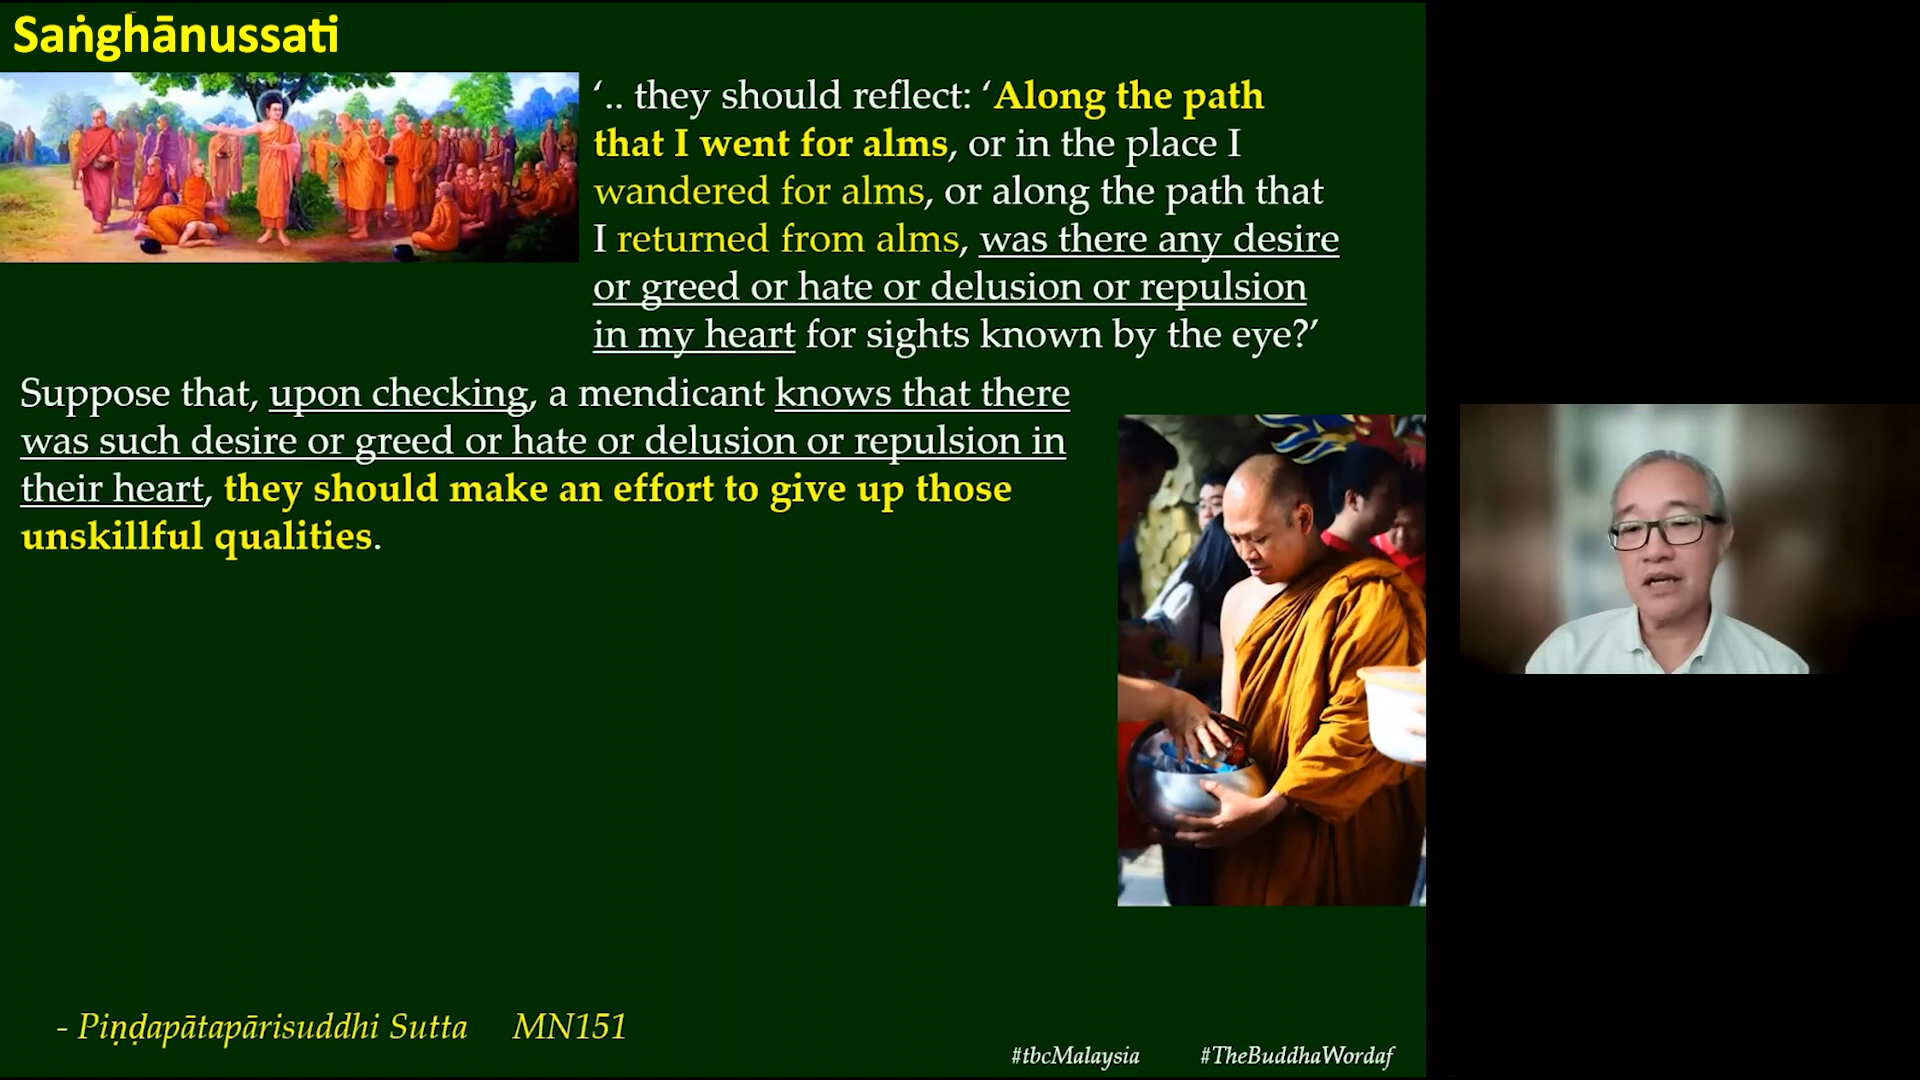 Saṅghānussati
‘.. they should reflect: ‘Along the path
that I went for alms, or in the place I
wandered for alms, or along the path that
I returned from alms, was there any desire
or greed or hate or delusion or repulsion
in my heart for sights known by the eye?’
Suppose that, upon checking, a mendicant knows that there
was such desire or greed or hate or delusion or repulsion in
their heart, they should make an effort to give up those
unskillful qualities.
- Piṇḍapātapārisuddhi Sutta MN151
#tbcMalaysia #TheBuddhaWordaf